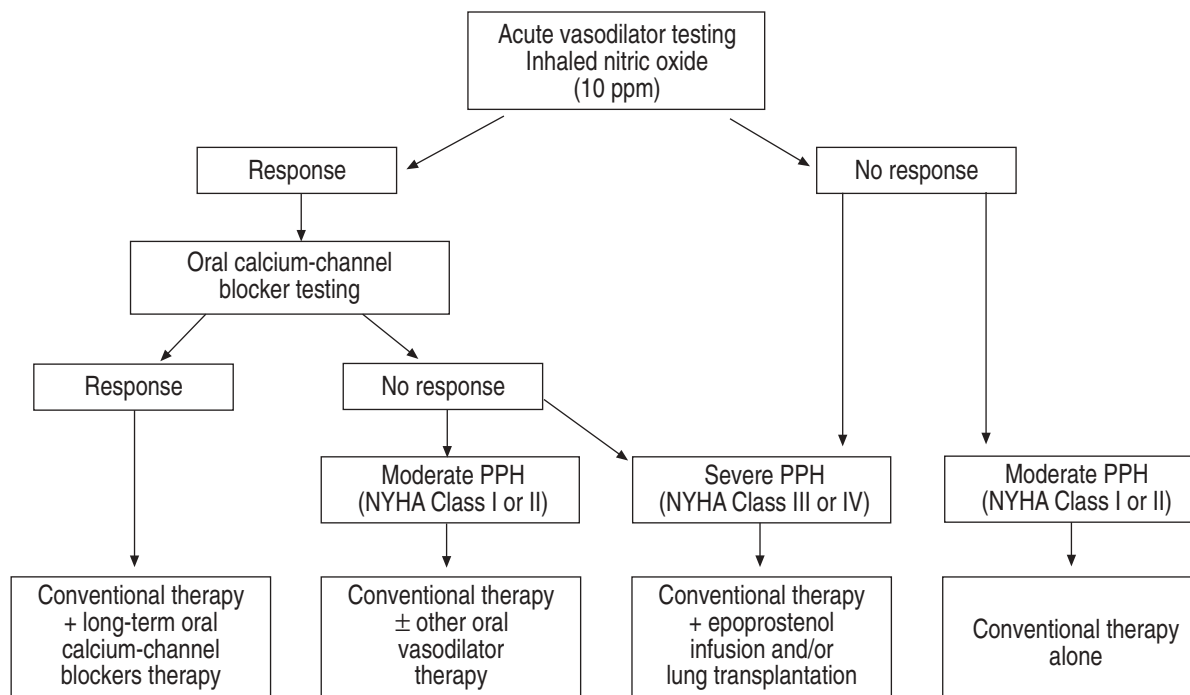 Acute vasodilator testing
Inhaled nitric oxide
(10 ppm)
Response
No response
Oral calcium-channel
blocker testing
Response
No response
Moderate PPH
(NYHA Class I or II)
Severe PPH
(NYHA Class III or IV)
Moderate PPH
(NYHA Class I or II)
Conventional therapy
+ long-term oral
calcium-channel
blockers therapy
Conventional therapy
± other oral
vasodilator
therapy
Conventional therapy
+ epoprostenol
infusion and/or
lung transplantation
Conventional therapy
alone